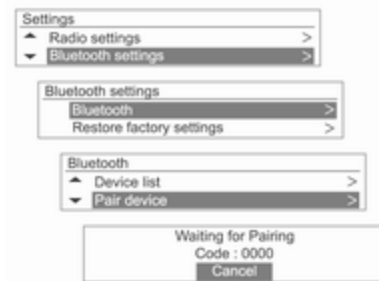 Settings
Radio settings >
Bluetooth settings >
Bluetooth settings
Bluetooth >
Restore factory settings >
Bluetooth
Device list >
Pair device >
Waiting for Pairing
Code : 0000
Cancel